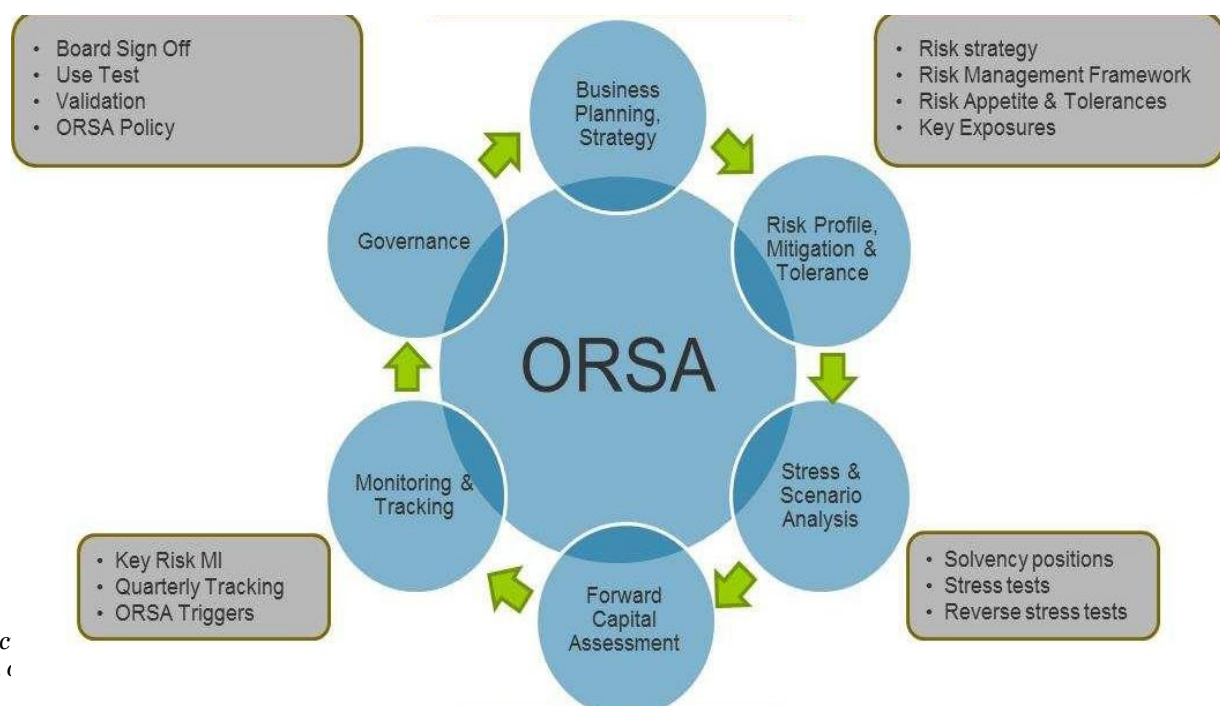 • Board Sign Off
• Use Test
• Validation
• ORSA Policy
Business
Planning,
Strategy
• Risk strategy
• Risk Management Framework
• Risk Appetite & Tolerances
• Key Exposures
Governance
Risk Profile,
Mitigation &
Tolerance
ORSA
Monitoring &
Tracking
Stress &
Scenario
Analysis
• Key Risk MI
• Quarterly Tracking
• ORSA Triggers
Forward
Capital
Assessment
• Solvency positions
• Stress tests
• Reverse stress tests
c